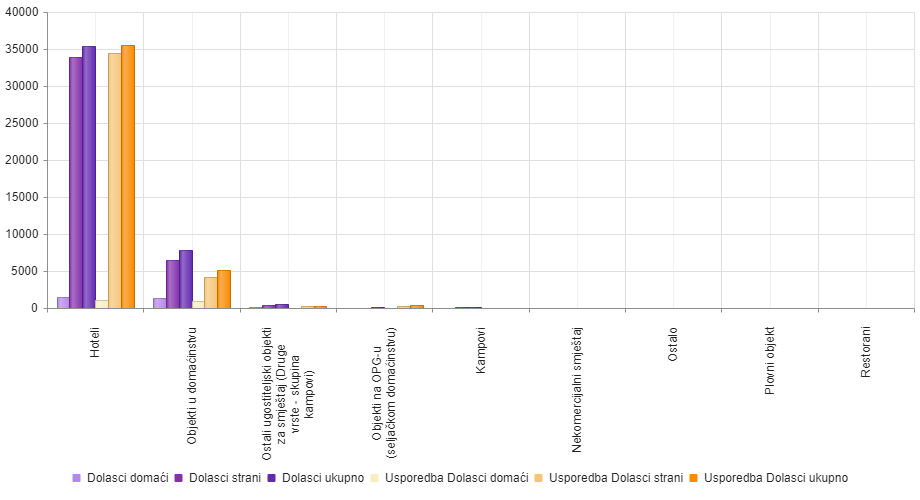 40000
35000
30000
25000
20000
15000
10000
5000
0
Hoteli
Objekti u domaćinstvu
Ostali ugostiteljski objekti
za smještaj (Druge
vrste - skupina
kampovi)
Objekti na OPG-u
(seljačkom domaćinstvu)
Kampovi
Nekomercijalni smještaj
Ostalo
Plovni objekt
Restorani
Dolasci domaći Dolasci strani Dolasci ukupno Usporedba Dolasci domaći Usporedba Dolasci strani Usporedba Dolasci ukupno